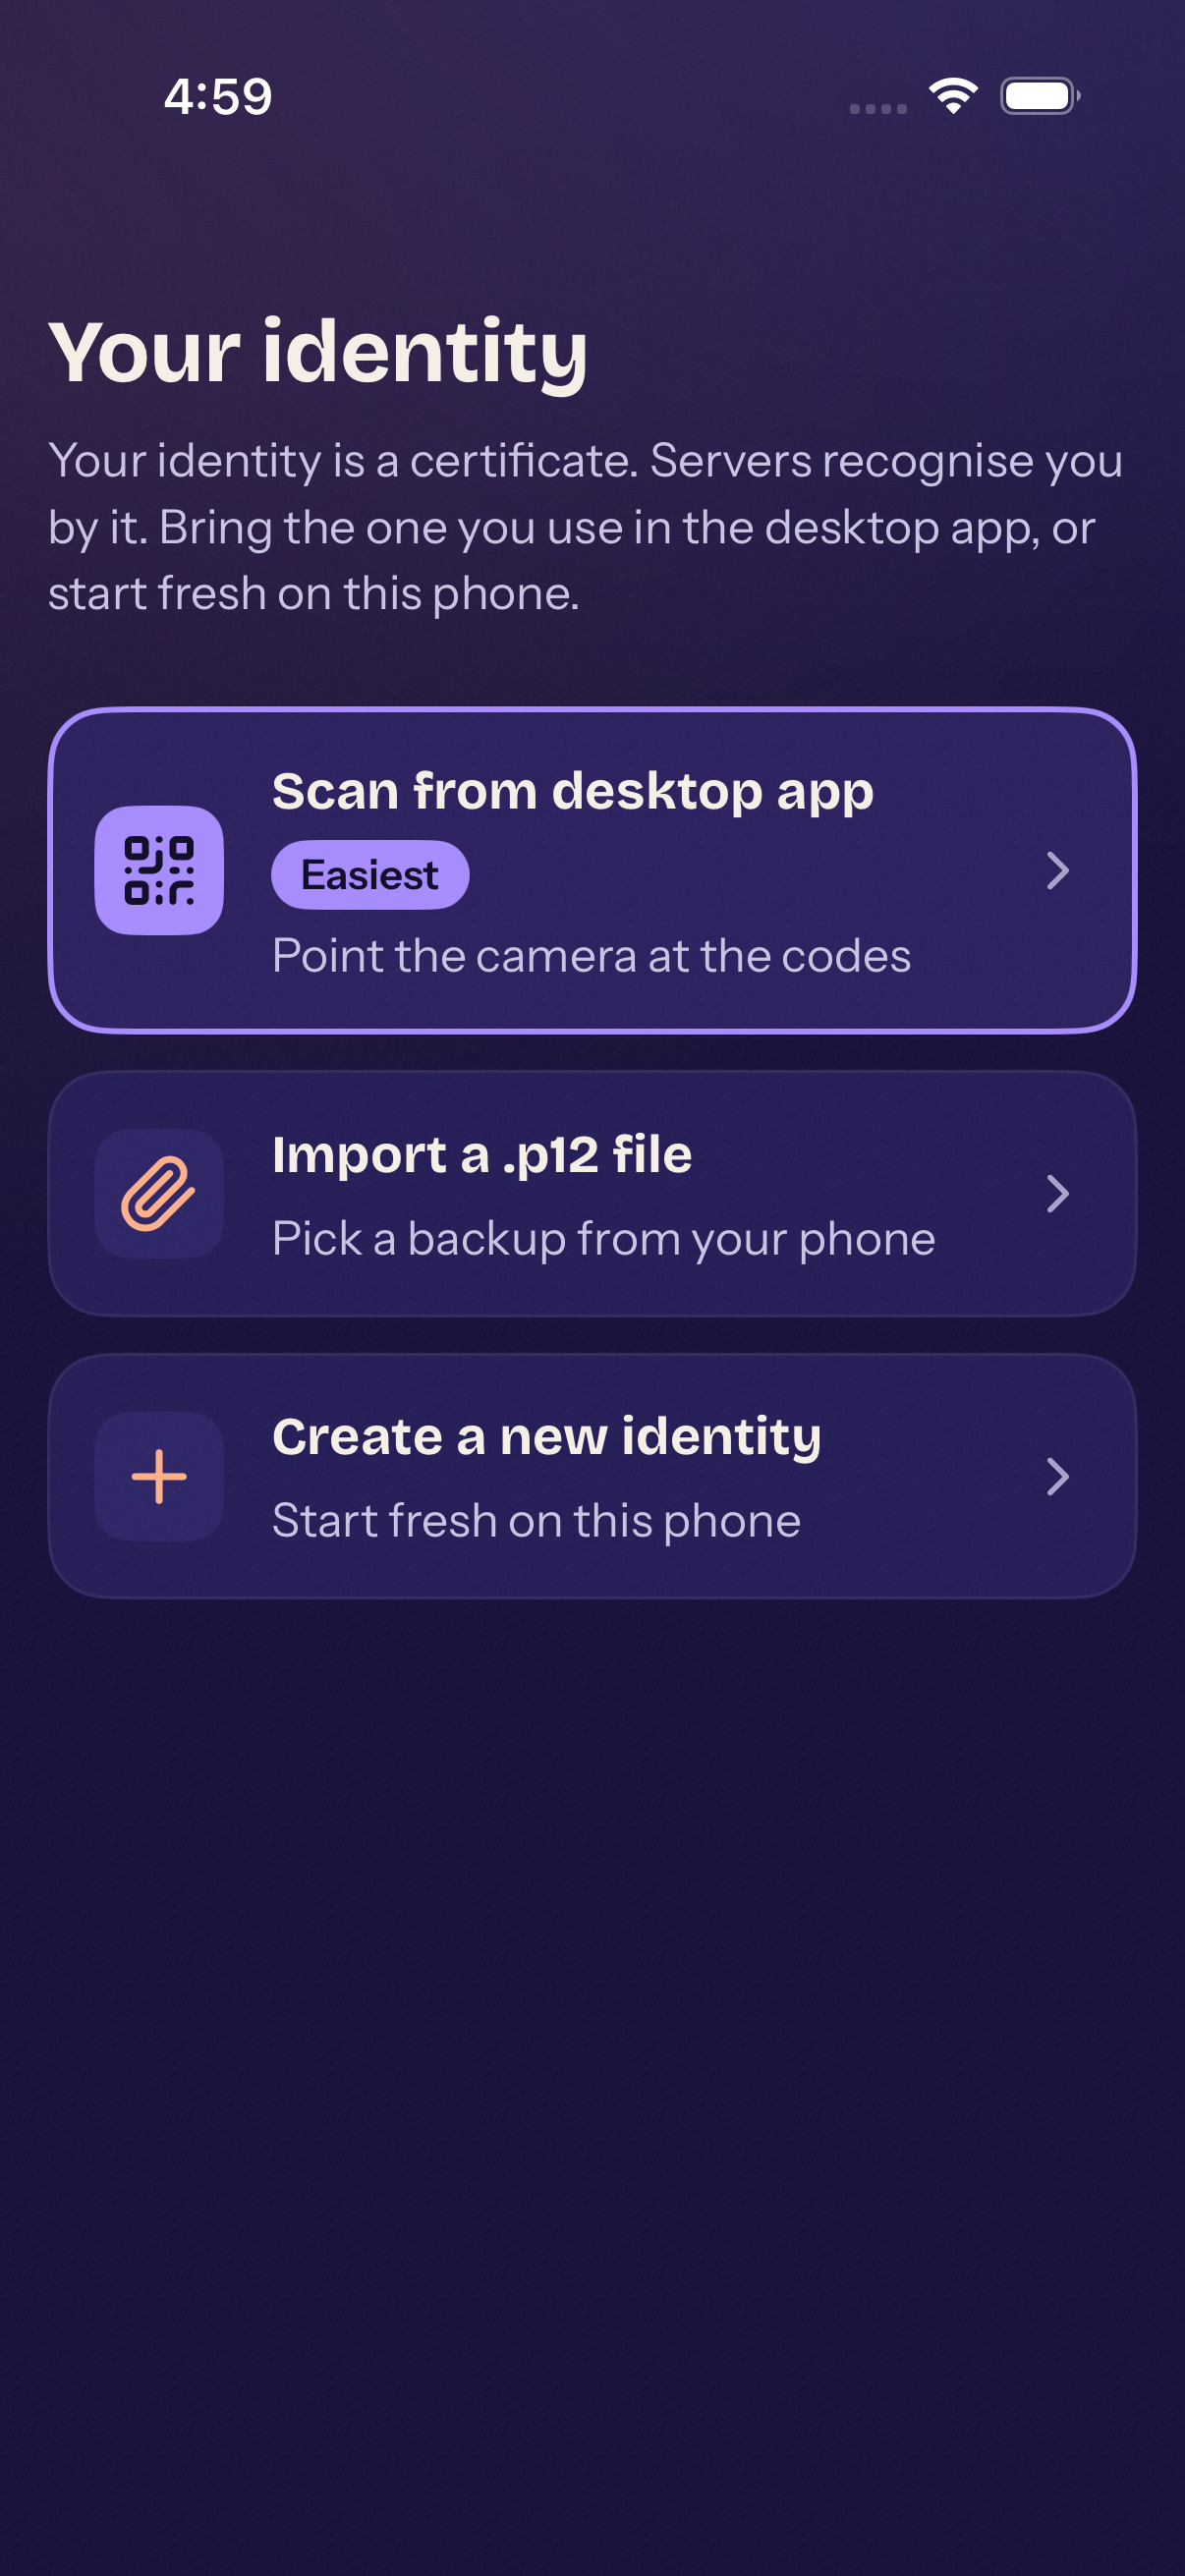 4:59
Your identity
Your identity is a certificate. Servers recognise you
by it. Bring the one you use in the desktop app, or
start fresh on this phone.
Scan from desktop app
Easiest
Point the camera at the codes
Import a .p12 file
Pick a backup from your phone
Create a new identity
Start fresh on this phone